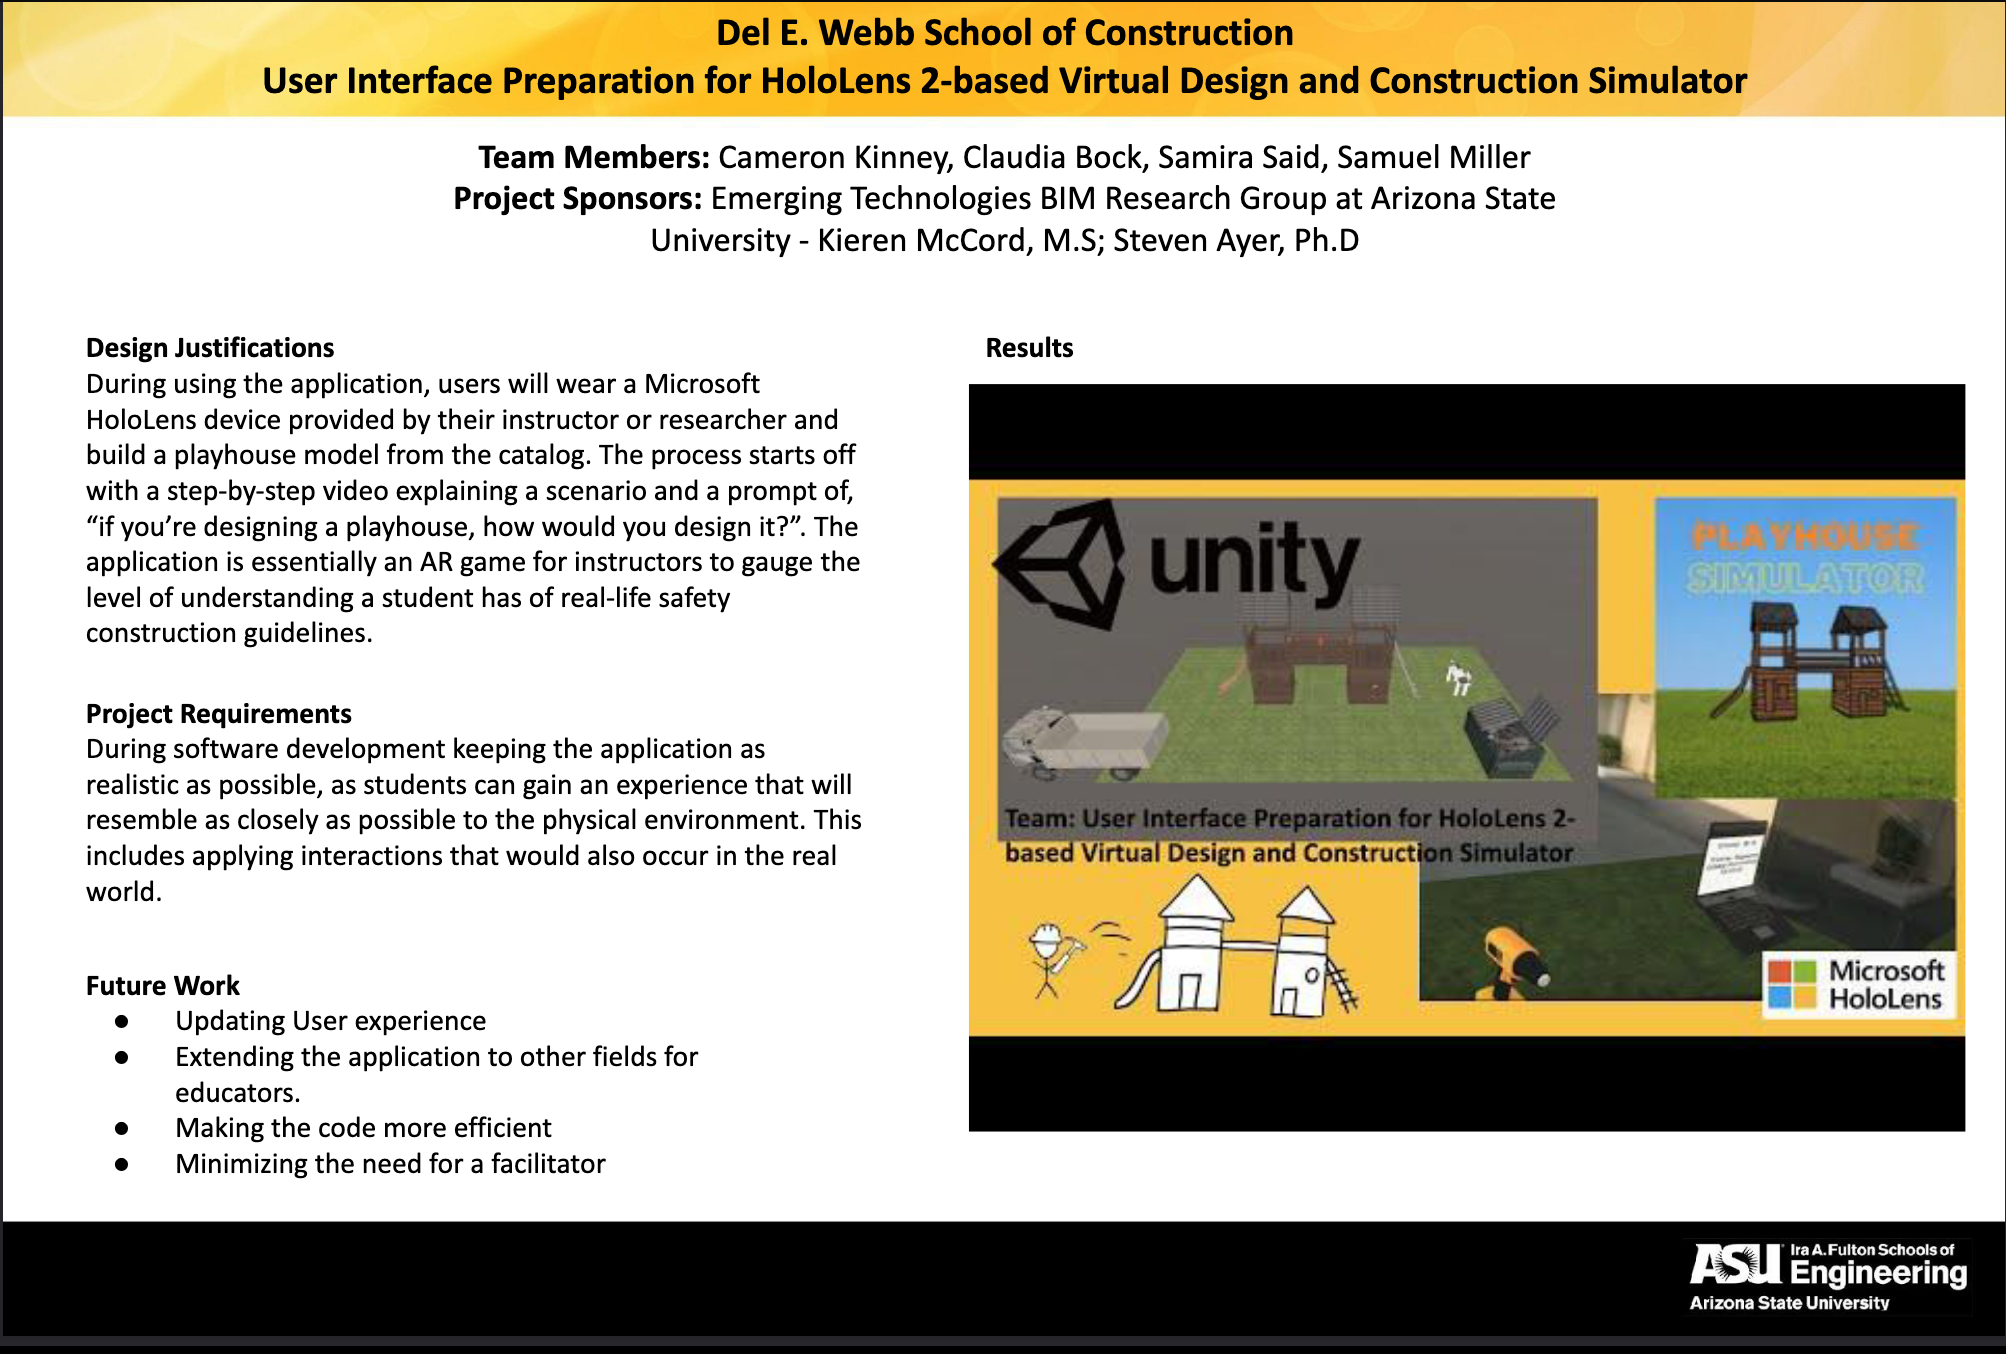 Del E. Webb School of Construction
User Interface Preparation for HoloLens 2-based Virtual Design and Construction Simulator
Team Members: Cameron Kinney, Claudia Bock, Samira Said, Samuel Miller
Project Sponsors: Emerging Technologies BIM Research Group at Arizona State
University - Kieren McCord, M.S; Steven Ayer, Ph.D
Design Justifications
During using the application, users will wear a Microsoft
HoloLens device provided by their instructor or researcher and
build a playhouse model from the catalog. The process starts off
with a step-by-step video explaining a scenario and a prompt of,
“if you’re designing a playhouse, how would you design it?”. The
application is essentially an AR game for instructors to gauge the
level of understanding a student has of real-life safety
construction guidelines.
Project Requirements
During software development keeping the application as
realistic as possible, as students can gain an experience that will
resemble as closely as possible to the physical environment. This
includes applying interactions that would also occur in the real
world.
Future Work
● Updating User experience
● Extending the application to other fields for
educators.
● Making the code more efficient
● Minimizing the need for a facilitator
Results
unity
PLAYHOUSE
SIMULATOR
Team: User Interface Preparation for HoloLens 2-
based Virtual Design and Construction Simulator
Microsoft
HoloLens
ASU Ira A. Fulton Schools of
Engineering
Arizona State University